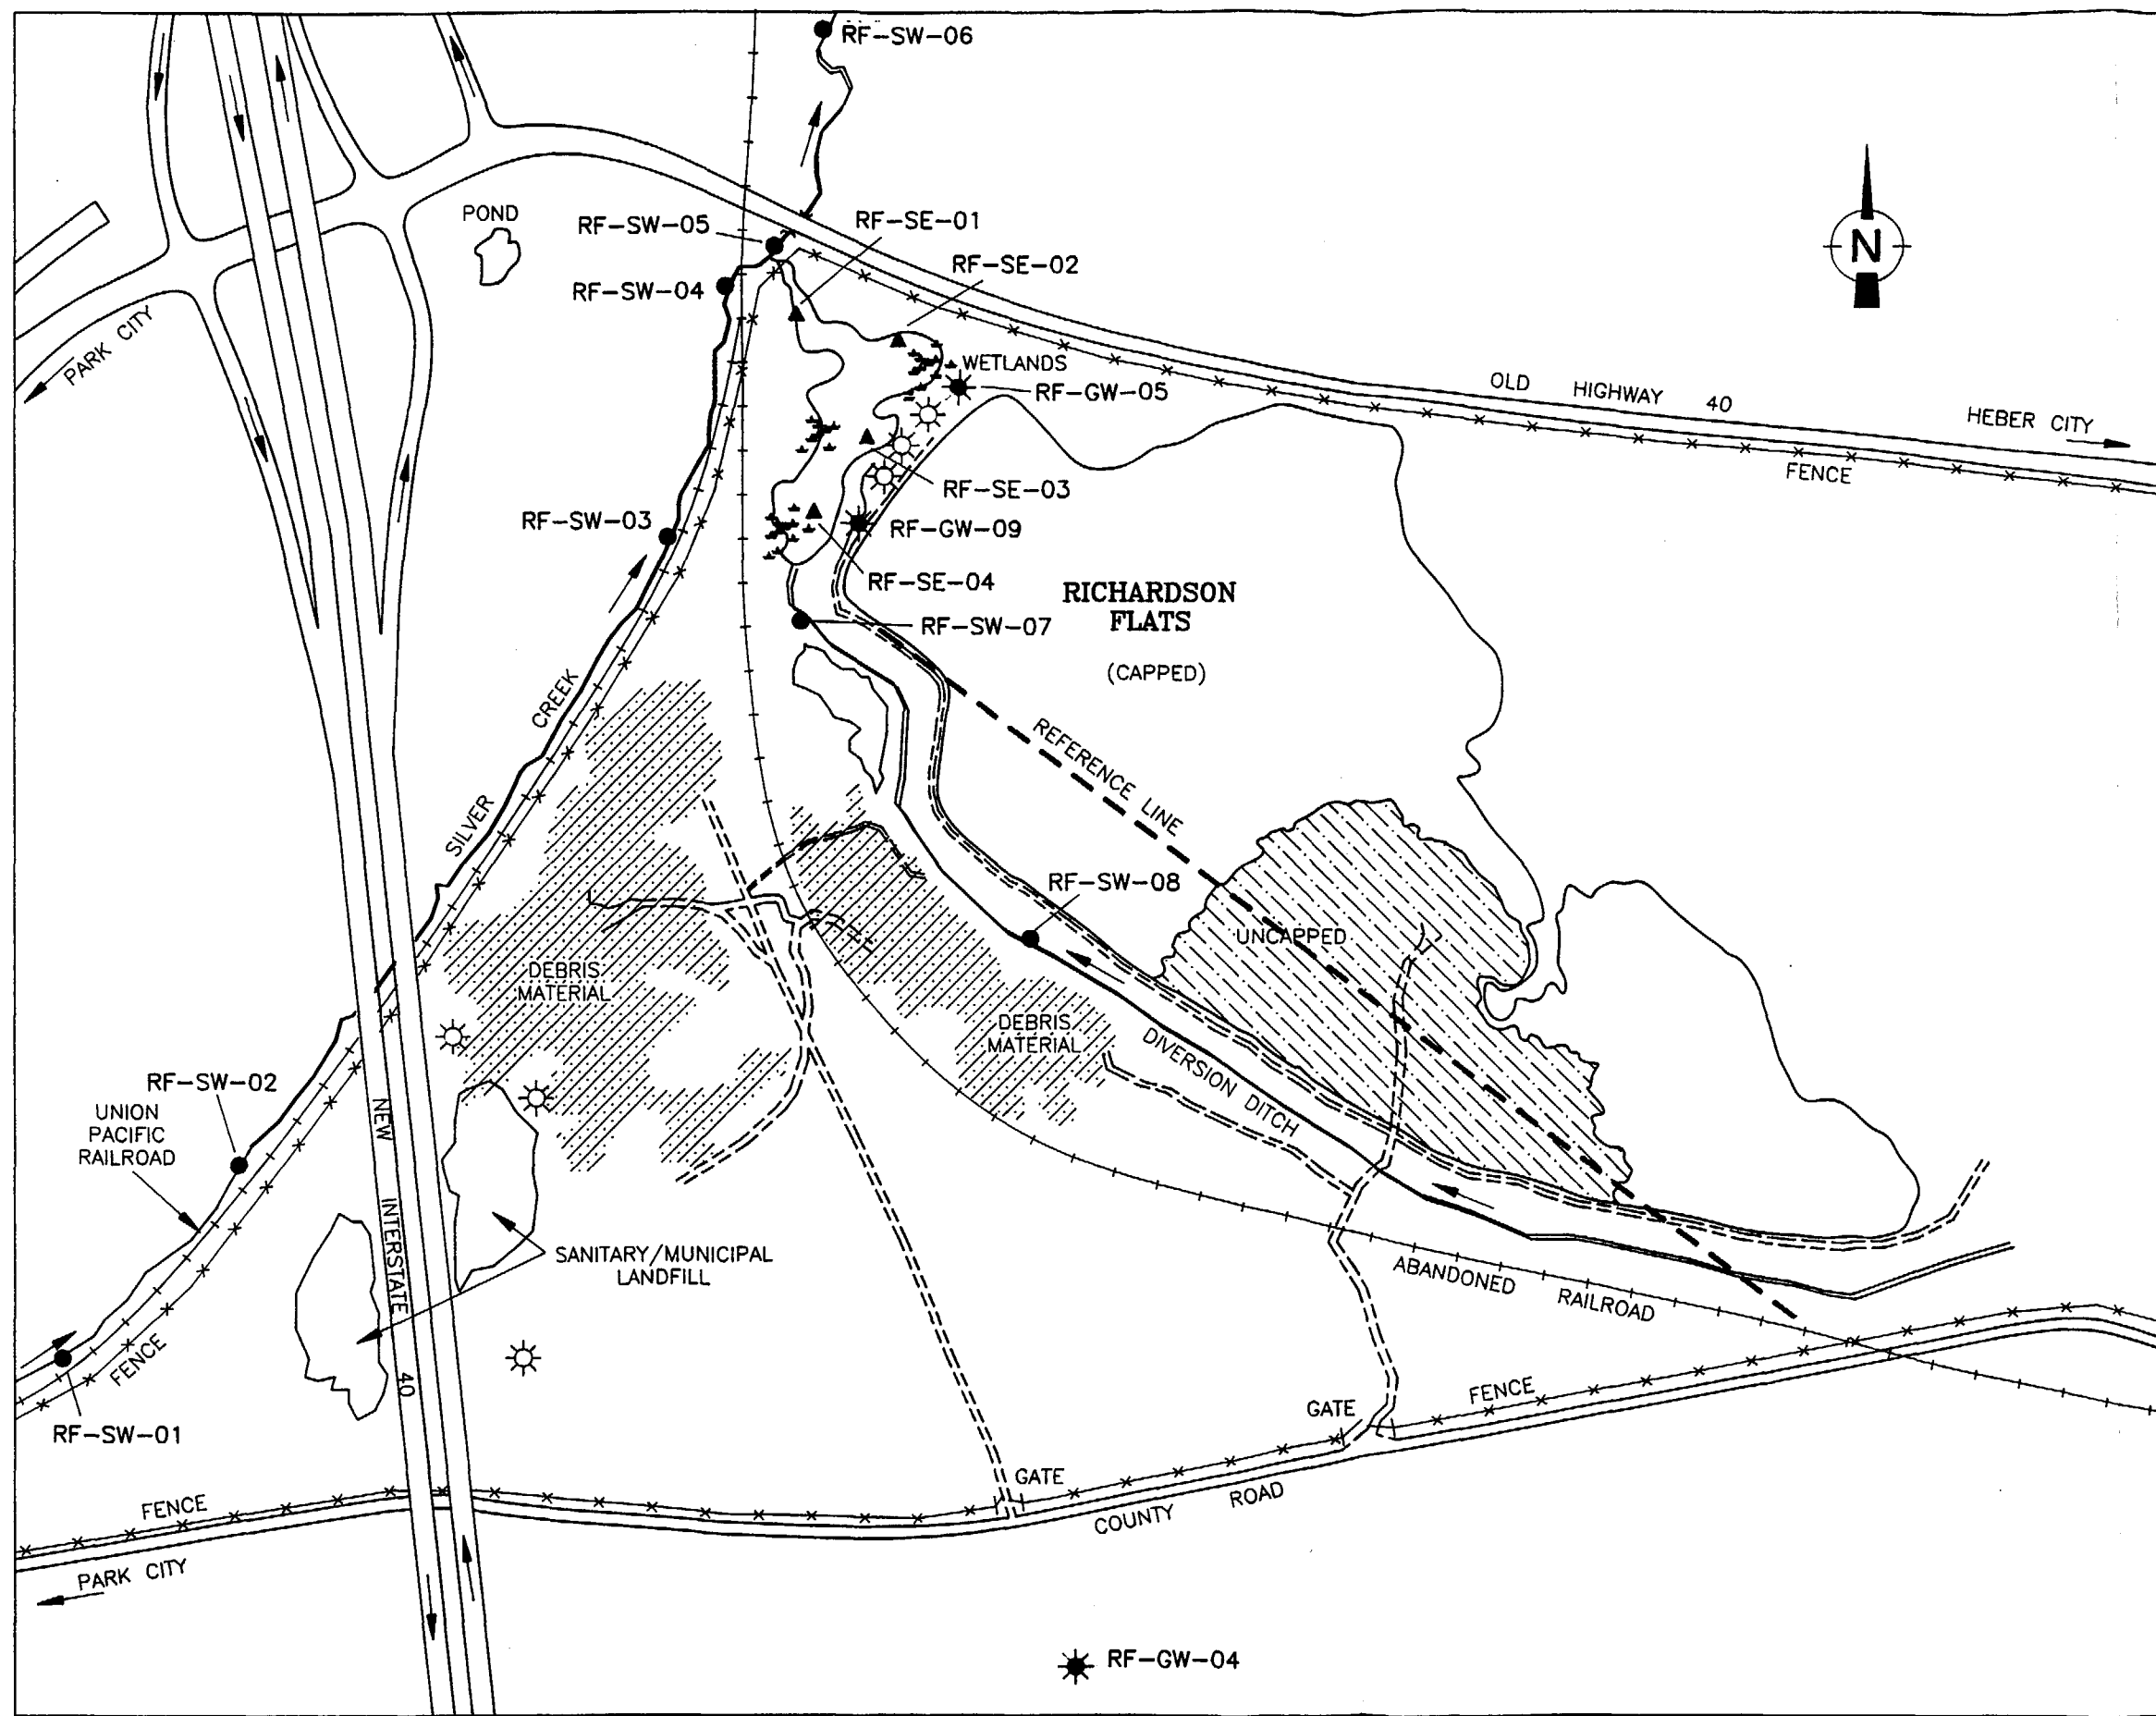 RF-SW-06
N
POND
RF-SW-05
RF-SE-01
RF-SE-02
RF-SW-04
PARK CITY
WETLANDS
RF-GW-05
OLD HIGHWAY 40
HEBER CITY
FENCE
RF-SE-03
RF-SW-03
RF-GW-09
RF-SE-04
RICHARDSON
FLATS
(CAPPED)
RF-SW-07
SILVER CREEK
REFERENCE LINE
RF-SW-08
UNCAPPED
DEBRIS
MATERIAL
DEBRIS
MATERIAL
DIVERSION DITCH
RF-SW-02
UNION
PACIFIC
RAILROAD
NEW INTERSTATE 40
SANITARY/MUNICIPAL
LANDFILL
ABANDONED RAILROAD
FENCE
RF-SW-01
FENCE
GATE
GATE
COUNTY ROAD
FENCE
PARK CITY
RF-GW-04